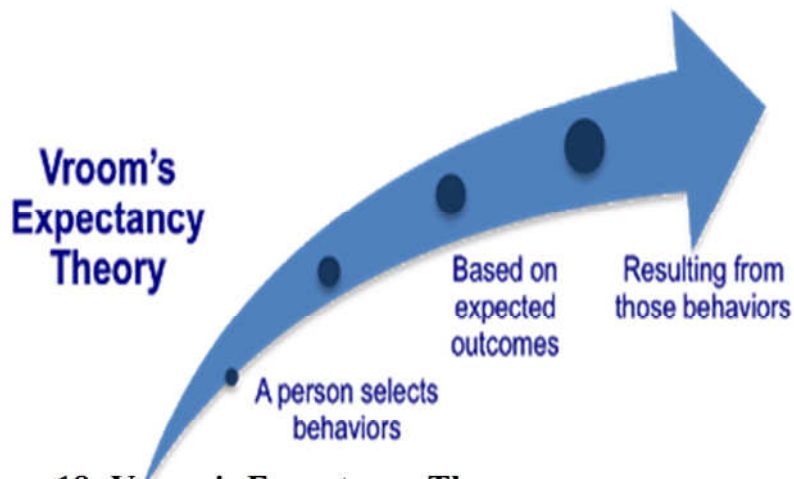 Vroom's
Expectancy
Theory
A person selects
behaviors
Based on
expected
outcomes
Resulting from
those behaviors